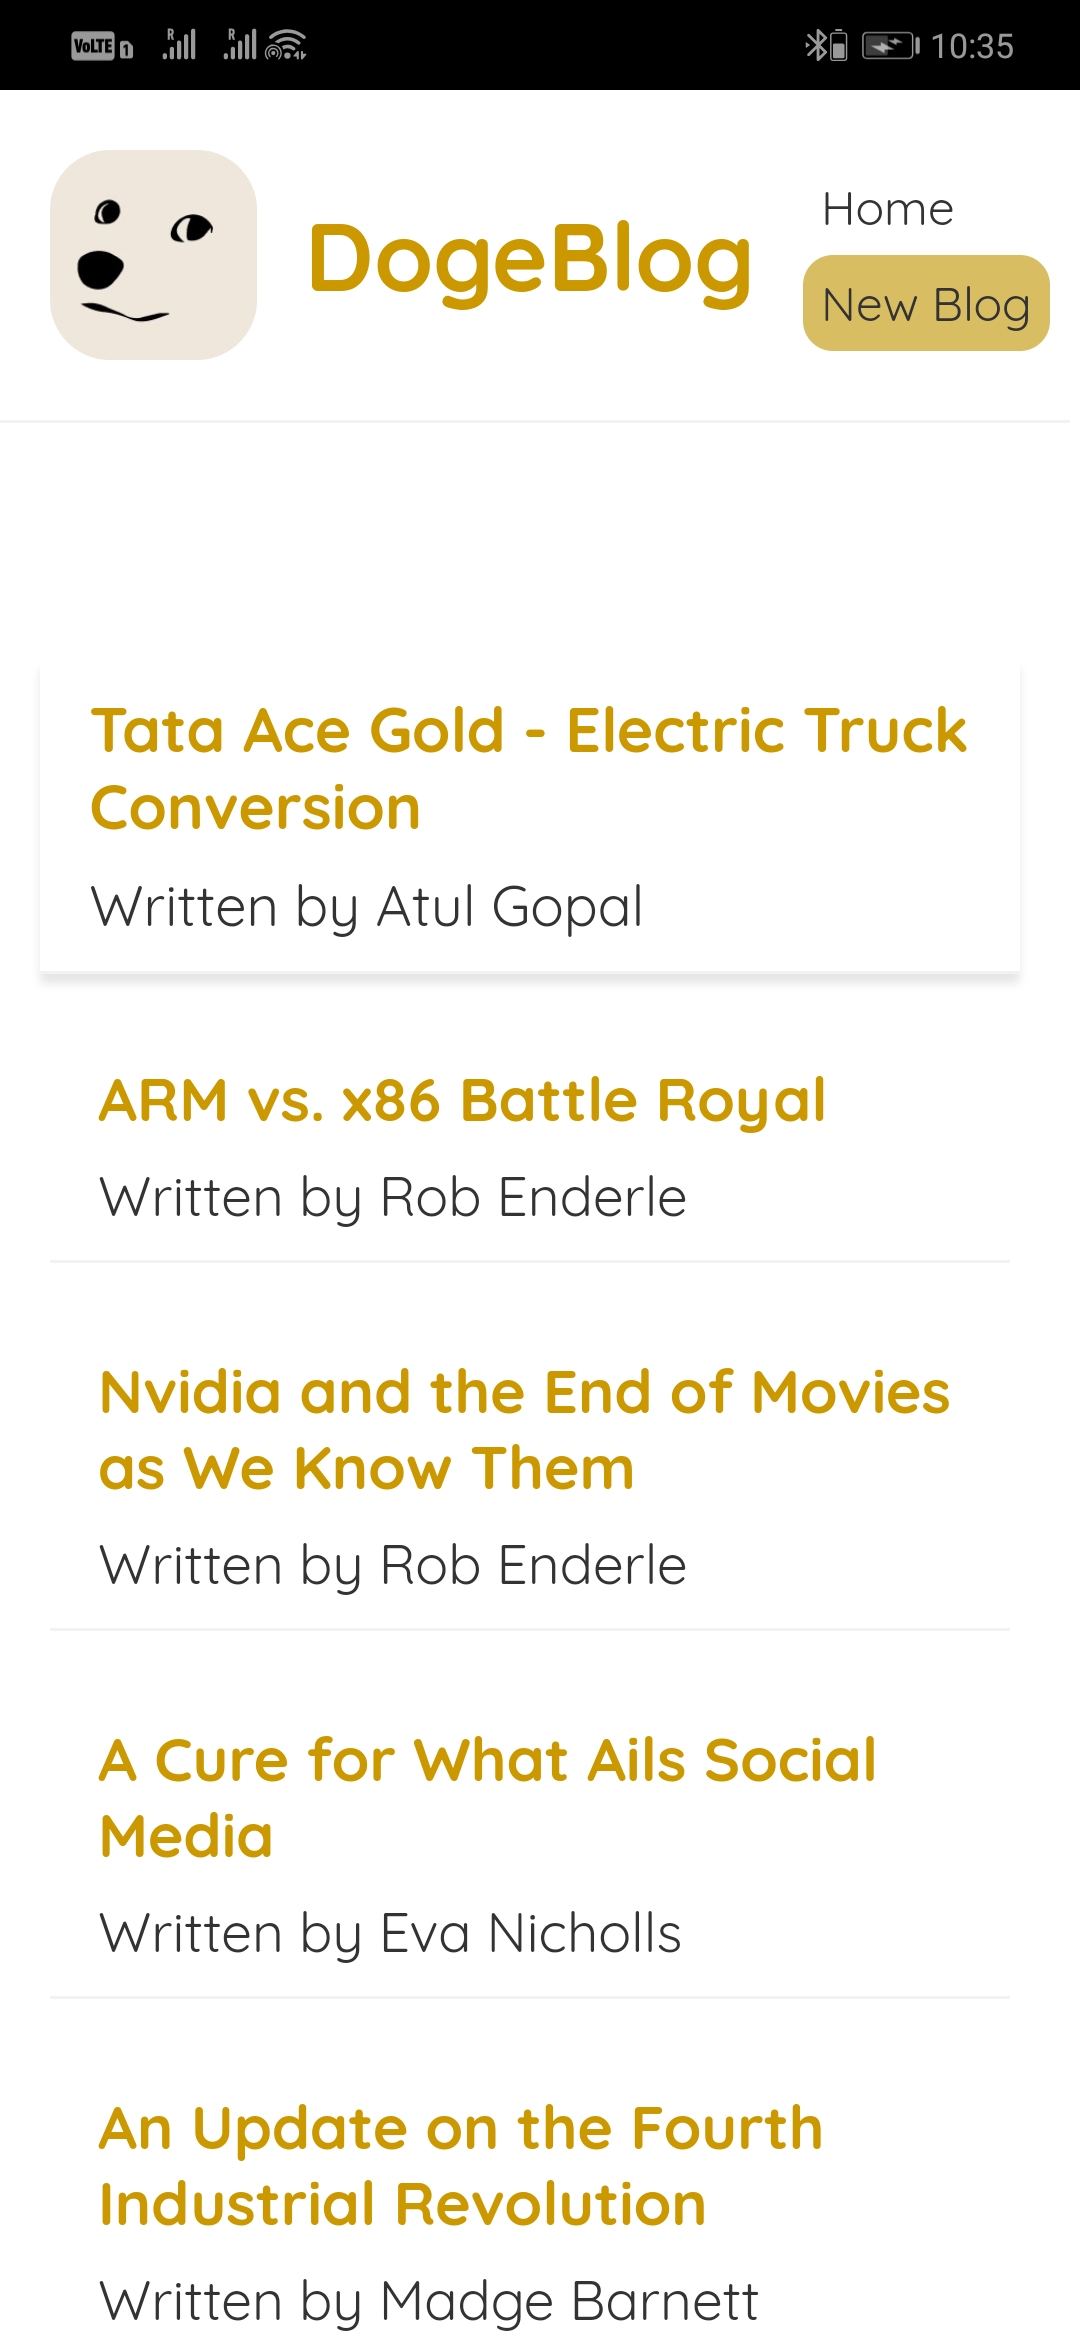 VoLTE 1 R R 10:35
DogeBlog
Home
New Blog
Tata Ace Gold - Electric Truck
Conversion
Written by Atul Gopal
ARM vs. x86 Battle Royal
Written by Rob Enderle
Nvidia and the End of Movies
as We Know Them
Written by Rob Enderle
A Cure for What Ails Social
Media
Written by Eva Nicholls
An Update on the Fourth
Industrial Revolution
Written by Madge Barnett